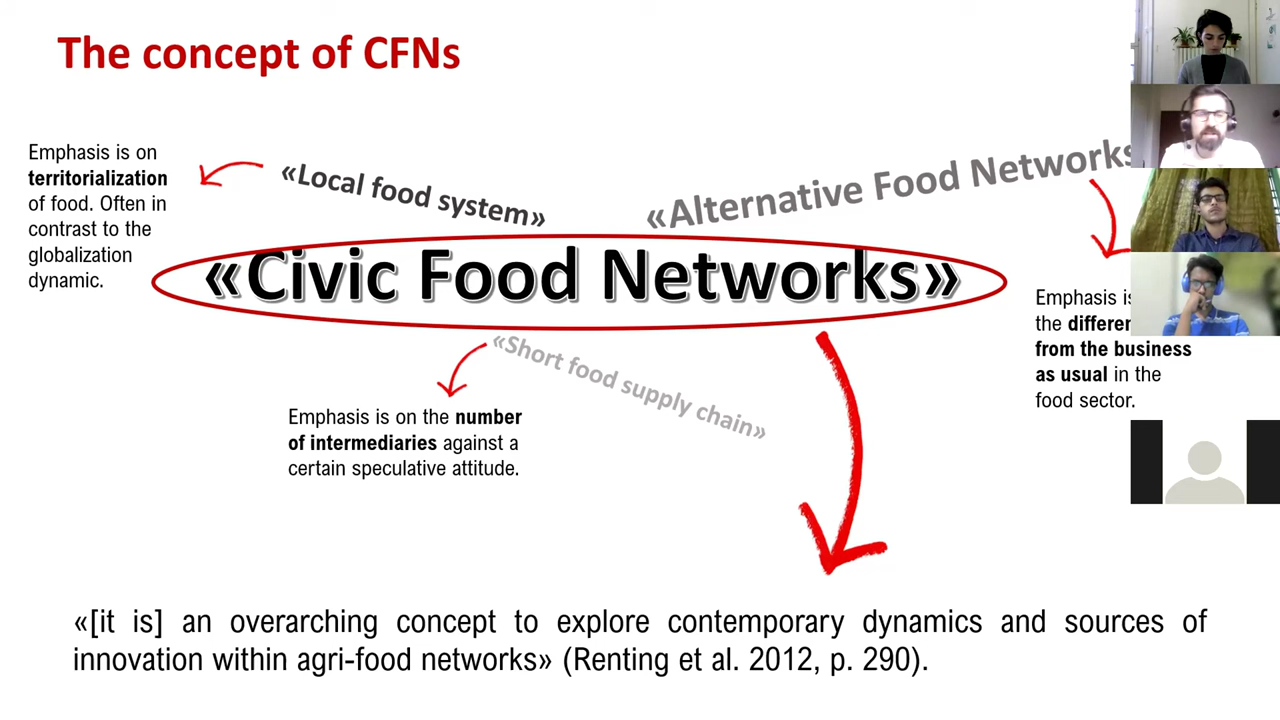 The concept of CFNs
Emphasis is on
territorialization
of food. Often in
contrast to the
globalization
dynamic.
«Local food system»
«Alternative Food Networks
«Civic Food Networks»
«Short food supply chain»
Emphasis is on the number
of intermediaries against a
certain speculative attitude.
Emphasis
the
from the business
as usual in the
food sector.
«[it is] an overarching concept to explore contemporary dynamics and sources of
innovation within agri-food networks» (Renting et al. 2012, p. 290).